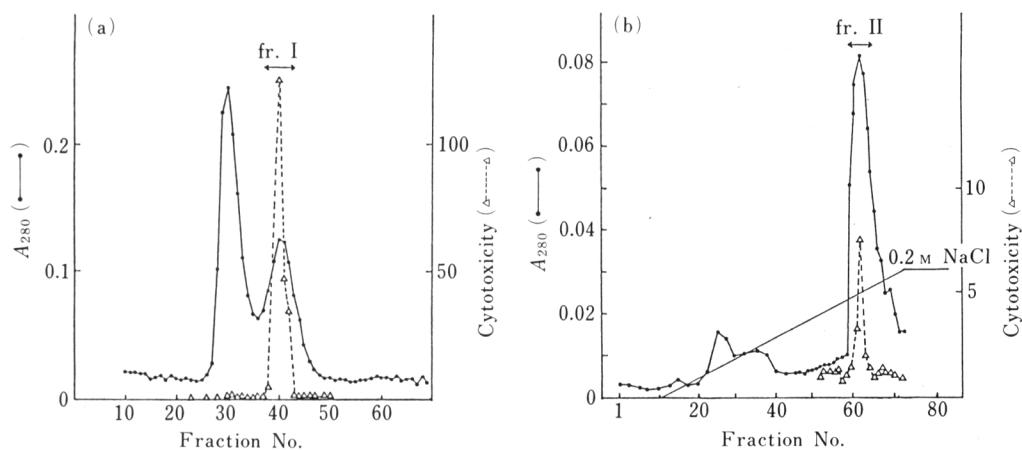 (a)
fr. I
0.2
0.1
0
A280 ( )
100
50
Cytotoxicity ( )
10 20 30 40 50 60
Fraction No.
(b)
fr. II
0.08
0.06
0.04
0.02
0
A280 ( )
0.2 M NaCl
10
5
Cytotoxicity ( )
1 20 40 60 80
Fraction No.